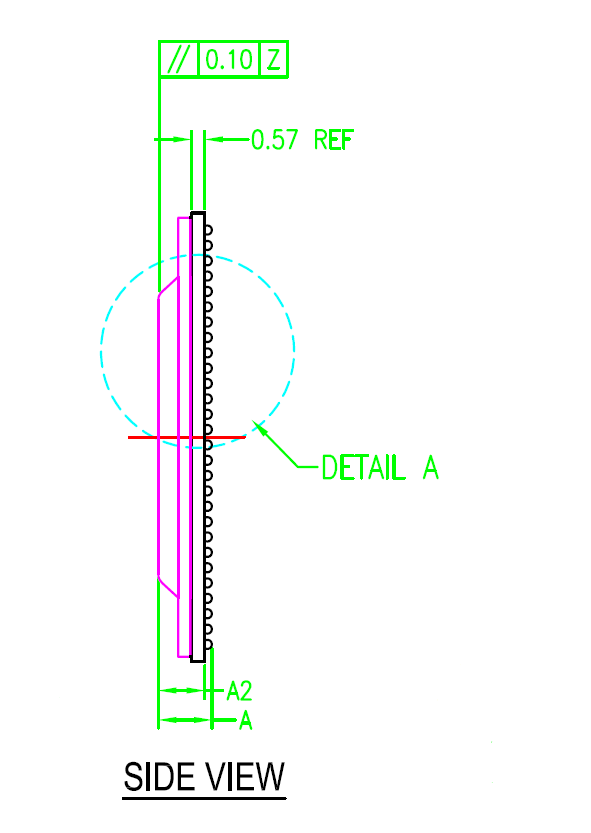 // 0.10 Z
0.57 REF
DETAIL A
A2
A
SIDE VIEW